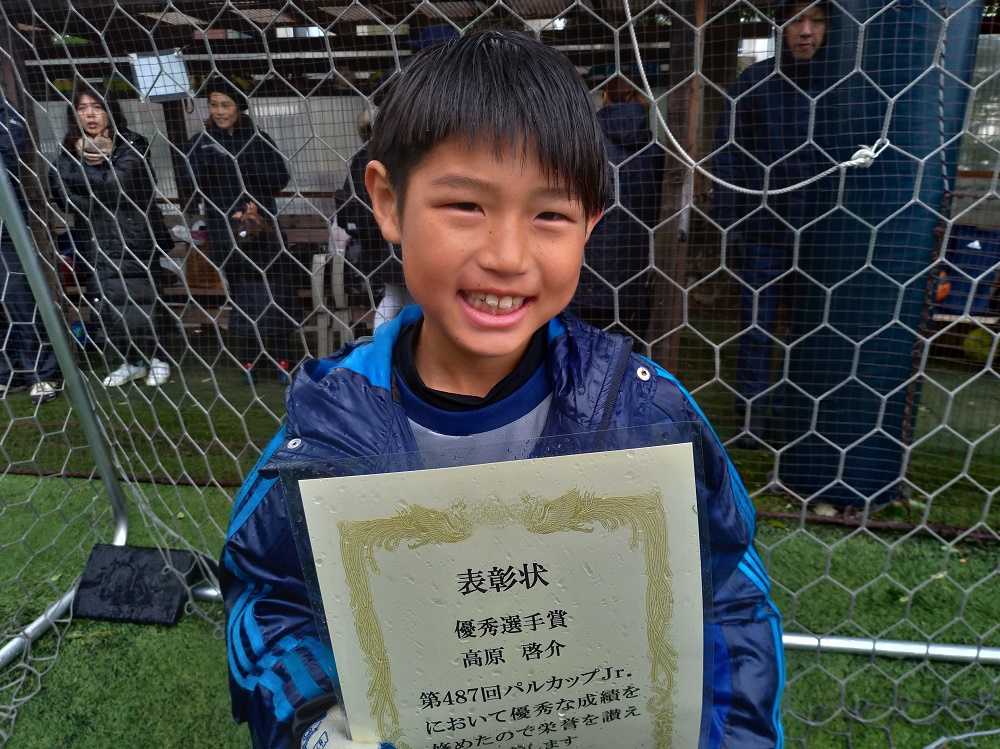 表彰状
優秀選手賞
高原 啓介
第487回パルカップJr.
において優秀な成績を
修めたので栄誉を讃え